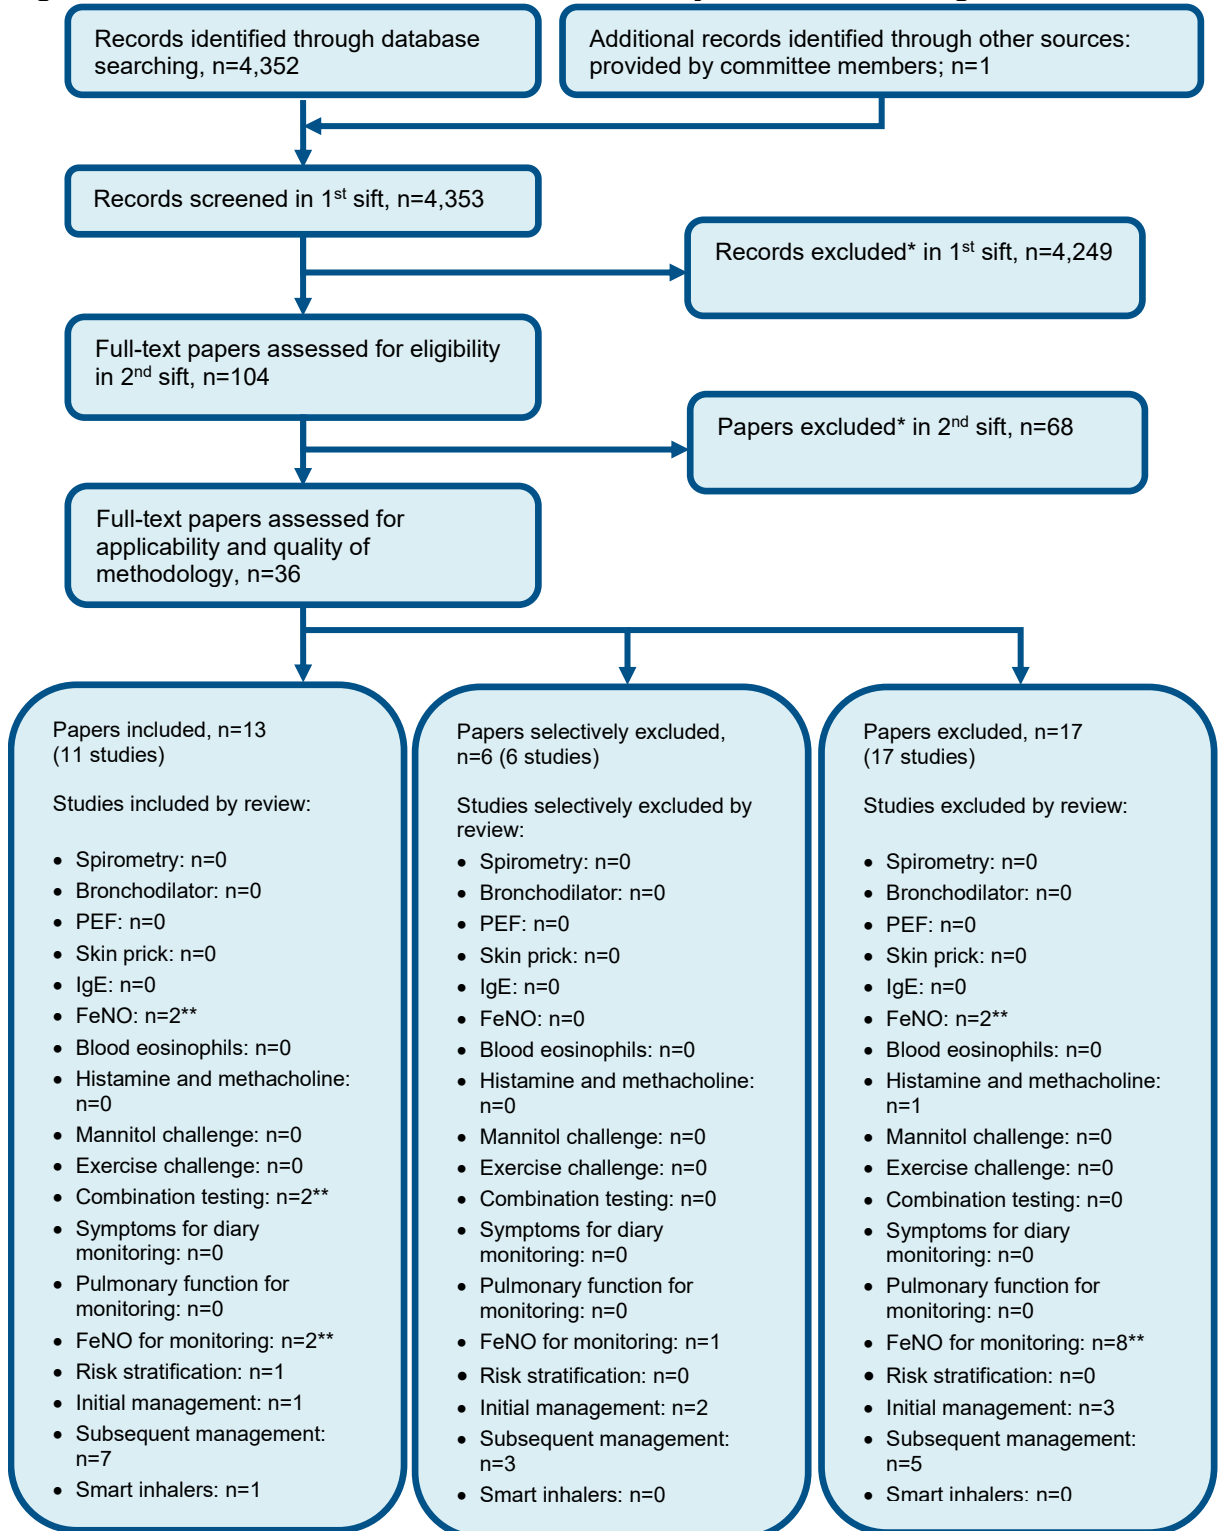 Records identified through database
searching, n=4,352
Additional records identified through other sources:
provided by committee members; n=1
Records screened in 1st sift, n=4,353
Records excluded* in 1st sift, n=4,249
Full-text papers assessed for eligibility
in 2nd sift, n=104
Papers excluded* in 2nd sift, n=68
Full-text papers assessed for
applicability and quality of
methodology, n=36
Papers included, n=13
(11 studies)
Studies included by review:
• Spirometry: n=0
• Bronchodilator: n=0
• PEF: n=0
• Skin prick: n=0
• IgE: n=0
• FeNO: n=2**
• Blood eosinophils: n=0
• Histamine and methacholine:
n=0
• Mannitol challenge: n=0
• Exercise challenge: n=0
• Combination testing: n=2**
• Symptoms for diary
monitoring: n=0
• Pulmonary function for
monitoring: n=0
• FeNO for monitoring: n=2**
• Risk stratification: n=1
• Initial management: n=1
• Subsequent management:
n=7
• Smart inhalers: n=1
Papers selectively excluded,
n=6 (6 studies)
Studies selectively excluded by
review:
• Spirometry: n=0
• Bronchodilator: n=0
• PEF: n=0
• Skin prick: n=0
• IgE: n=0
• FeNO: n=0
• Blood eosinophils: n=0
• Histamine and methacholine:
n=0
• Mannitol challenge: n=0
• Exercise challenge: n=0
• Combination testing: n=0
• Symptoms for diary
monitoring: n=0
• Pulmonary function for
monitoring: n=0
• FeNO for monitoring: n=1
• Risk stratification: n=0
• Initial management: n=2
• Subsequent management:
n=3
• Smart inhalers: n=0
Papers excluded, n=17
(17 studies)
Studies excluded by review:
• Spirometry: n=0
• Bronchodilator: n=0
• PEF: n=0
• Skin prick: n=0
• IgE: n=0
• FeNO: n=2**
• Blood eosinophils: n=0
• Histamine and methacholine:
n=1
• Mannitol challenge: n=0
• Exercise challenge: n=0
• Combination testing: n=0
• Symptoms for diary
monitoring: n=0
• Pulmonary function for
monitoring: n=0
• FeNO for monitoring: n=8**
• Risk stratification: n=0
• Initial management: n=3
• Subsequent management:
n=5
• Smart inhalers: n=0